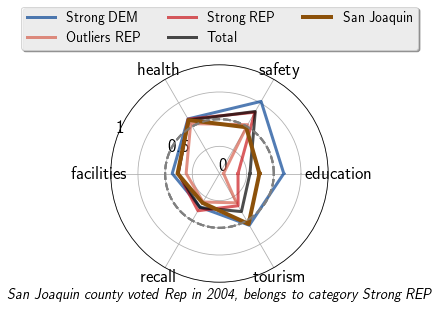 Strong DEM
Strong REP
San Joaquin
Outliers REP
Total
health
safety
1
0.5
0
facilities
education
recall
tourism
San Joaquin county voted Rep in 2004, belongs to category Strong REP